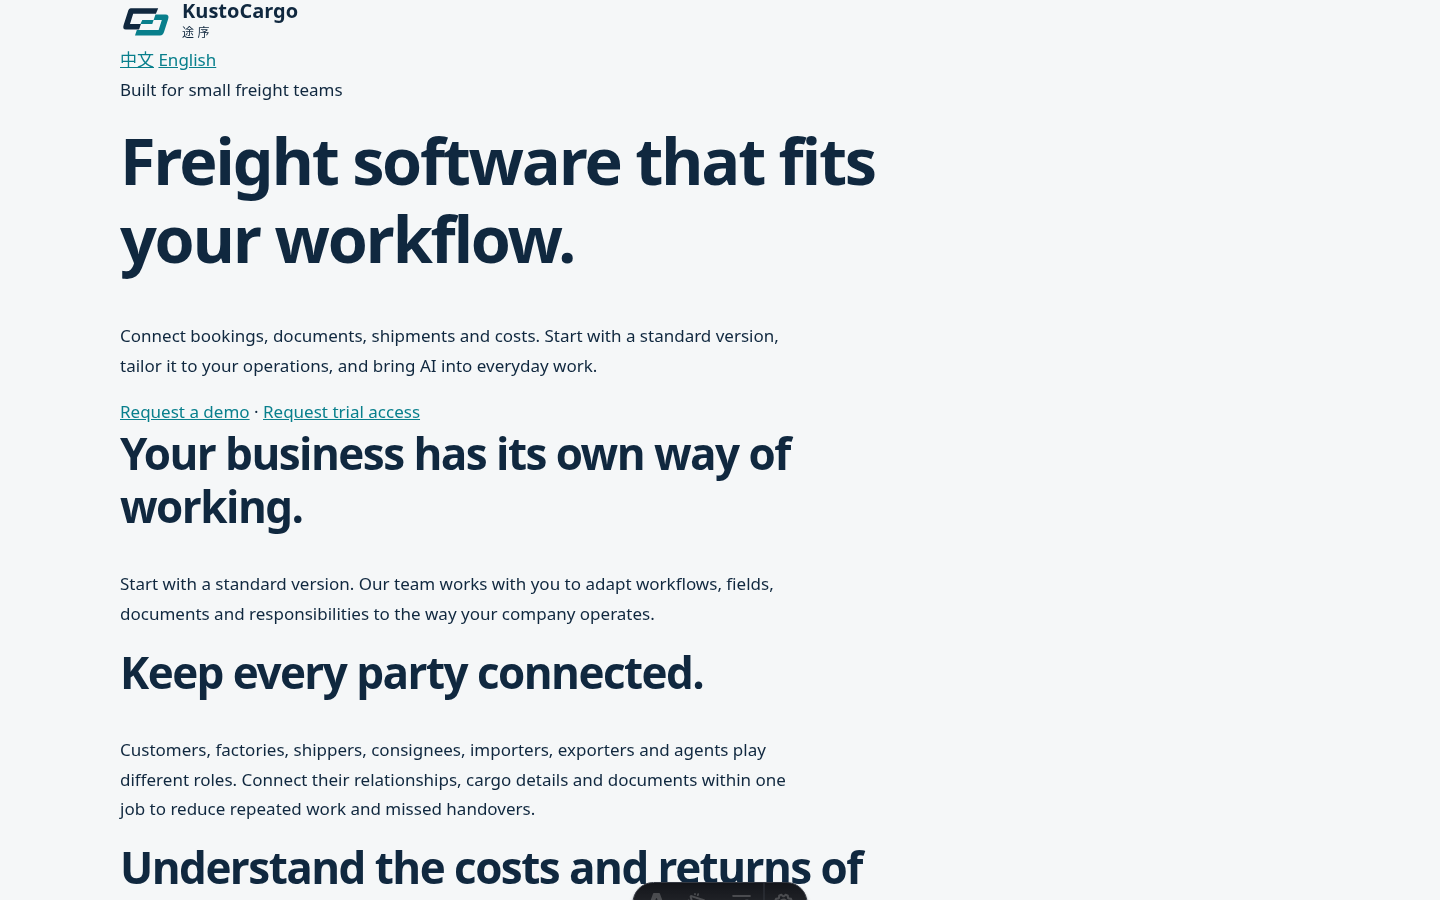 KustoCargo
途序
中文 English
Built for small freight teams
Freight software that fits
your workflow.
Connect bookings, documents, shipments and costs. Start with a standard version,
tailor it to your operations, and bring AI into everyday work.
Request a demo · Request trial access
Your business has its own way of
working.
Start with a standard version. Our team works with you to adapt workflows, fields,
documents and responsibilities to the way your company operates.
Keep every party connected.
Customers, factories, shippers, consignees, importers, exporters and agents play
different roles. Connect their relationships, cargo details and documents within one
job to reduce repeated work and missed handovers.
Understand the costs and returns of